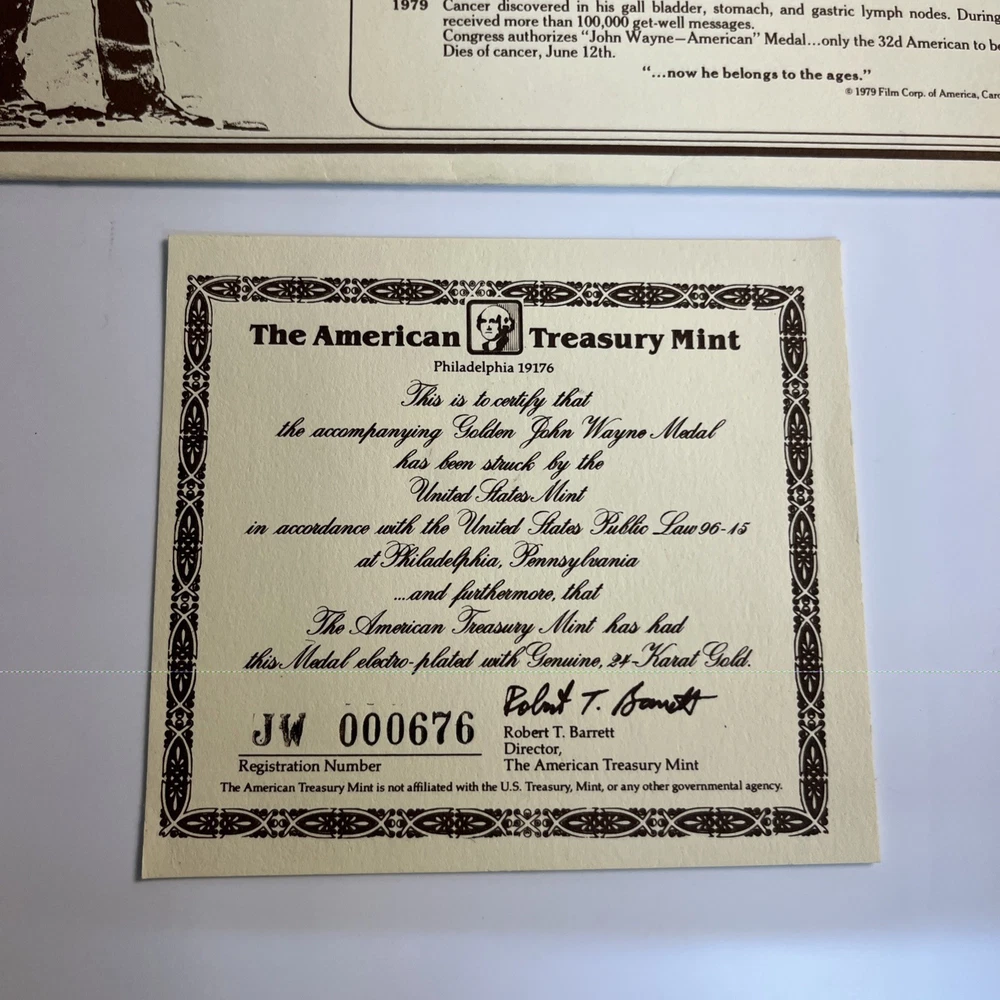 1979 Cancer discovered in his gall bladder, stomach, and gastric lymph nodes. During
received more than 100,000 get-well messages.
Congress authorizes “John Wayne—American” Medal...only the 32d American to be
Dies of cancer, June 12th.
“...now he belongs to the ages.”
© 1979 Film Corp. of America,
The American Treasury Mint
Philadelphia 19176
This is to certify that
the accompanying Golden John Wayne Medal
has been struck by the
United States Mint
in accordance with the United States Public Law 96-15
at Philadelphia, Pennsylvania
...and furthermore, that
The American Treasury Mint has had
this Medal electro-plated with Genuine, 24-Karat Gold.
Robert T. Barrett
JW 000676
Registration Number
Robert T. Barrett
Director,
The American Treasury Mint
The American Treasury Mint is not affiliated with the U.S. Treasury, Mint, or any other governmental agency.